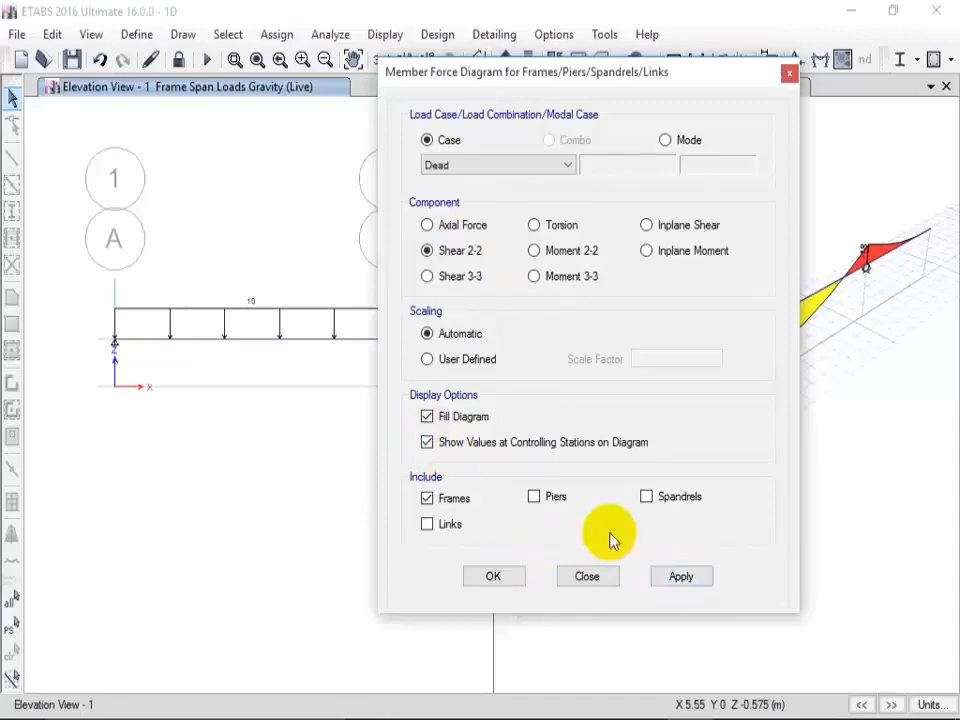 ETABS 2016 Ultimate 16.0.0 - 1D
File Edit View Define Draw Select Assign Analyze Display Design Detailing Options Tools Help
nd
Elevation View - 1 Frame Span Loads Gravity (Live)
Member Force Diagram for Frames/Piers/Spandrels/Links
x
Load Case/Load Combination/Modal Case
Case Combo Mode
Dead
Component
Axial Force Torsion Inplane Shear
Shear 2-2 Moment 2-2 Inplane Moment
Shear 3-3 Moment 3-3
Scaling
Automatic
User Defined Scale Factor
Display Options
Fill Diagram
Show Values at Controlling Stations on Diagram
Include
Frames Piers Spandrels
Links
OK Close Apply
1
A
10
Z
X
all
PS
clr
Elevation View - 1
X 5.55 Y 0 Z -0.575 (m)
<< >> Units...